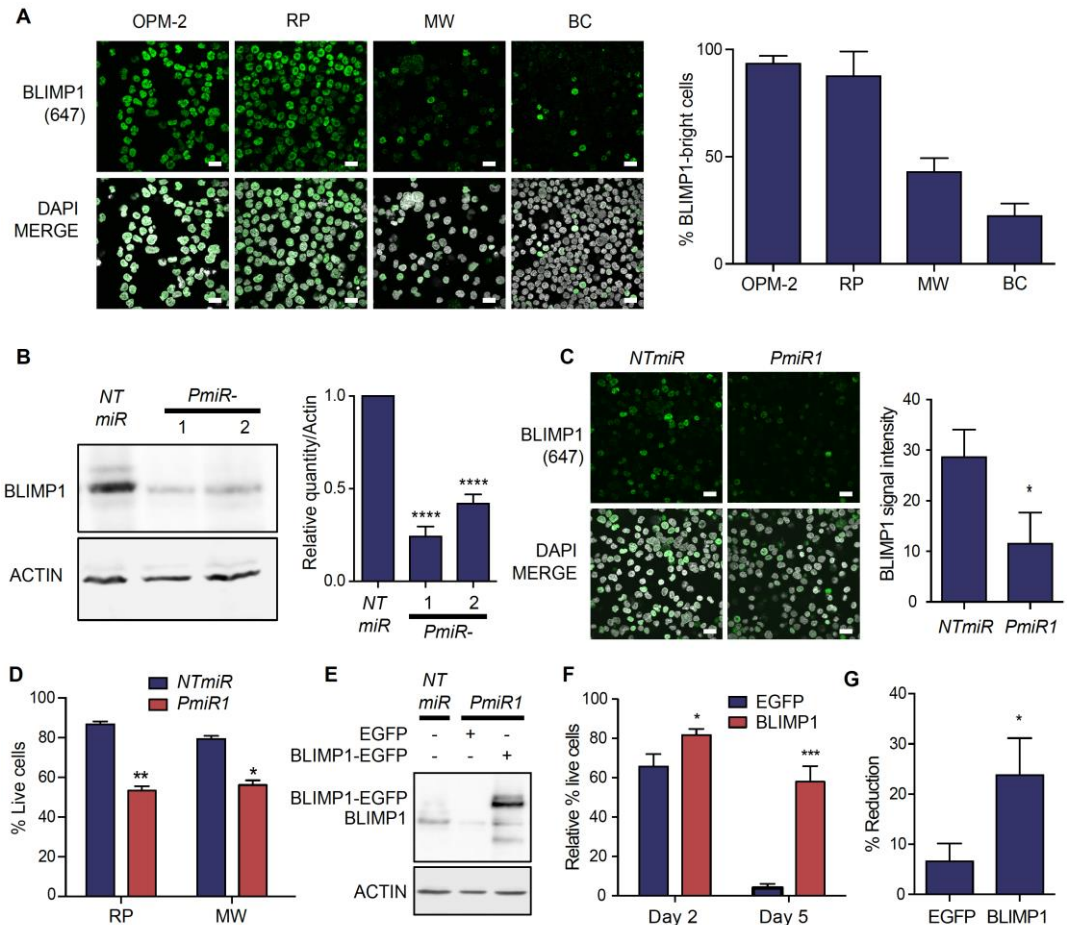 A
OPM-2 RP MW BC
BLIMP1
(647)
DAPI
MERGE
% BLIMP1-bright cells
100
50
0
OPM-2 RP MW BC
B
NT
miR
PmiR-
1 2
BLIMP1
ACTIN
Relative quantity/Actin
1.0
0.5
0.0
**** ****
NT
miR
1 2
PmiR-
C
NTmiR PmiR1
BLIMP1
(647)
DAPI
MERGE
BLIMP1 signal intensity
40
30
20
10
0
*
NTmiR PmiR1
D
NTmiR
PmiR1
% Live cells
100
80
60
40
20
0
** *
RP MW
E
NT
miR
PmiR1
EGFP - + -
BLIMP1-EGFP - - +
BLIMP1-EGFP
BLIMP1
ACTIN
F
EGFP
BLIMP1
Relative % live cells
100
80
60
40
20
0
* ***
Day 2 Day 5
G
% Reduction
40
30
20
10
0
*
EGFP BLIMP1